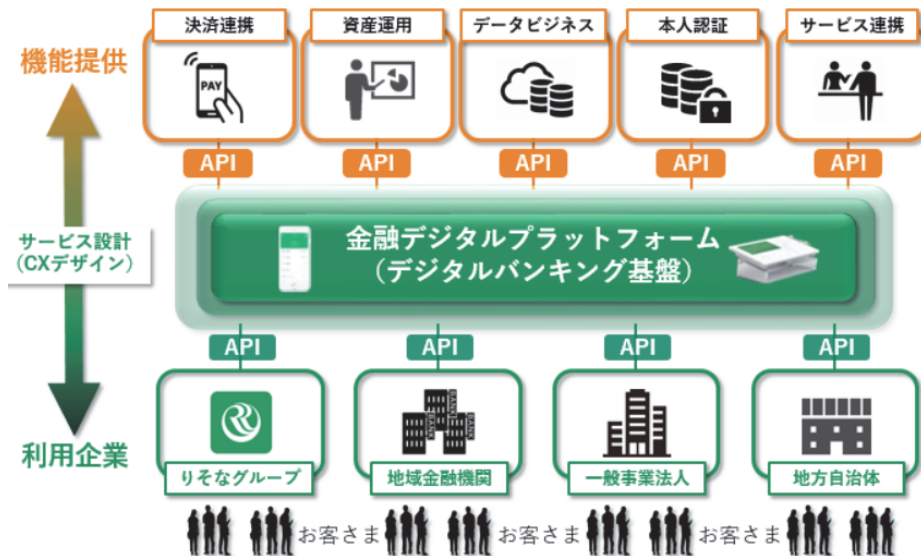 決済連携
資産運用
データビジネス
本人認証
サービス連携
機能提供
PAY
API
API
API
API
API
サービス設計
(CXデザイン)
金融デジタルプラットフォーム
(デジタルバンキング基盤)
API
API
API
API
利用企業
BANK
BANK
BANK
りそなグループ
地域金融機関
一般事業法人
地方自治体
お客さま
お客さま
お客さま